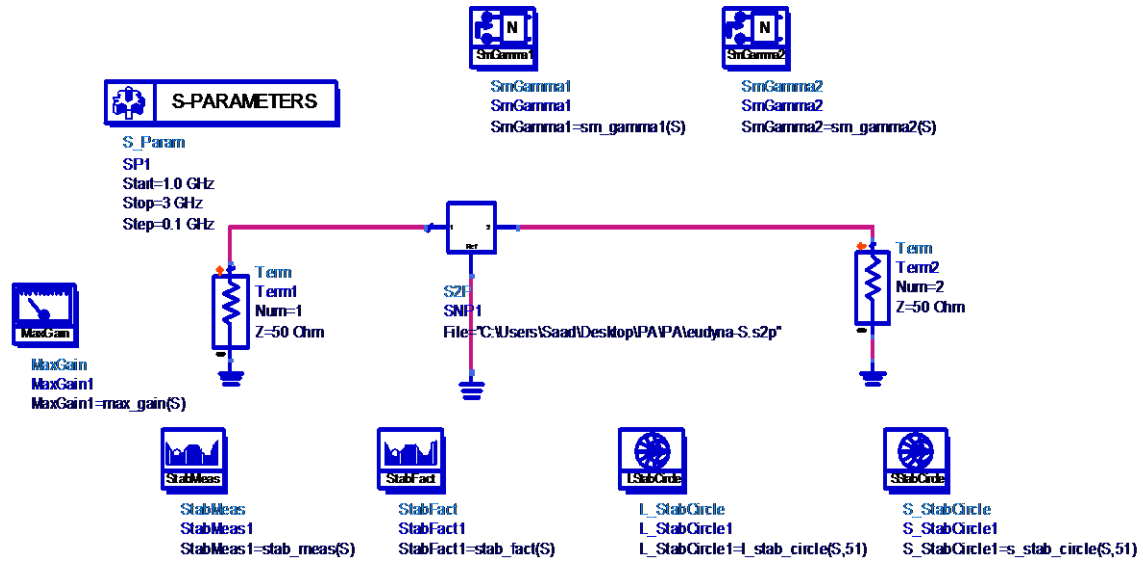 N
SmGamma1
SmGamma1
SmGamma1
SmGamma1=sm_gamma1(S)
N
SmGamma2
SmGamma2
SmGamma2
SmGamma2=sm_gamma2(S)
S-PARAMETERS
S_Param
SP1
Start=1.0 GHz
Stop=3 GHz
Step=0.1 GHz
Term
Term1
Num=1
Z=50 Ohm
1
2
Ref
S2P
SNP1
File="C:\Users\Saad\Desktop\PA\PA\eudyna-S.s2p"
Term
Term2
Num=2
Z=50 Ohm
MaxGain
MaxGain
MaxGain1
MaxGain1=max_gain(S)
StabMeas
StabMeas
StabMeas1
StabMeas1=stab_meas(S)
StabFact
StabFact
StabFact1
StabFact1=stab_fact(S)
LStabCircle
L_StabCircle
L_StabCircle1
L_StabCircle1=l_stab_circle(S,51)
SStabCircle
S_StabCircle
S_StabCircle1
S_StabCircle1=s_stab_circle(S,51)